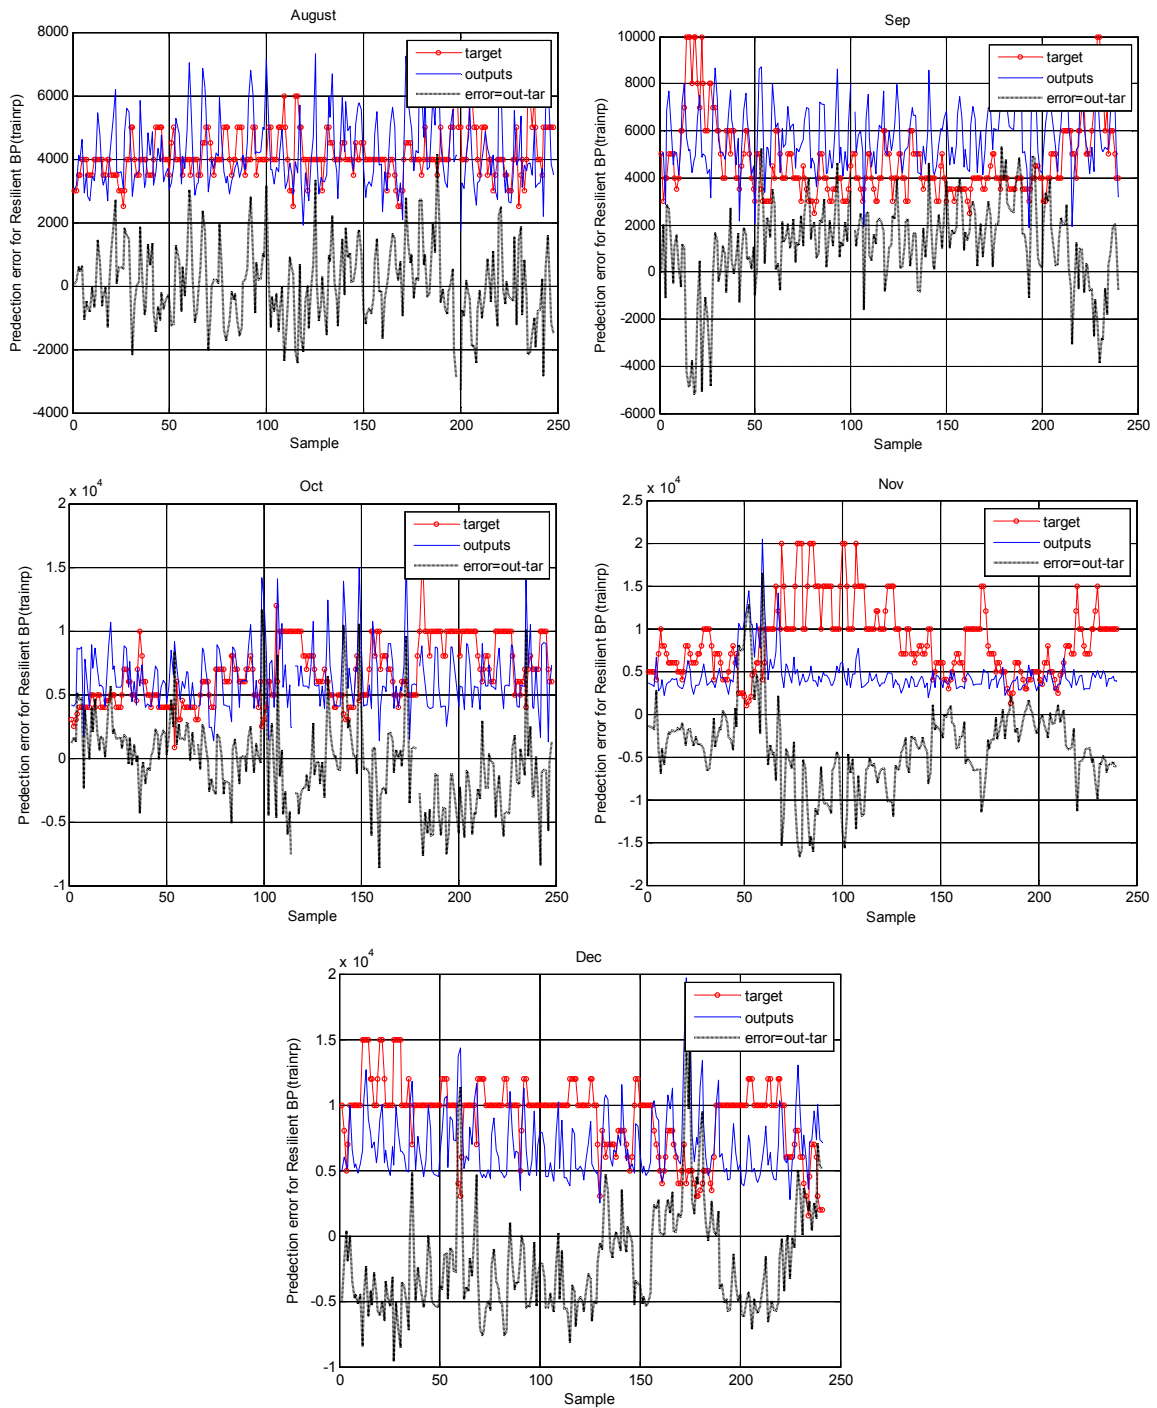 August
8000
6000
4000
2000
0
-2000
-4000
0
50
100
150
200
250
Sample
Predection error for Resilient BP(trainrp)
target
outputs
error=out-tar
Sep
10000
8000
6000
4000
2000
0
-2000
-4000
-6000
0
50
100
150
200
250
Sample
Predection error for Resilient BP(trainrp)
target
outputs
error=out-tar
Oct
x 10^4
2
1.5
1
0.5
0
-0.5
-1
0
50
100
150
200
250
Sample
Predection error for Resilient BP(trainrp)
target
outputs
error=out-tar
Nov
x 10^4
2.5
2
1.5
1
0.5
0
-0.5
-1
-1.5
-2
0
50
100
150
200
250
Sample
Predection error for Resilient BP(trainrp)
target
outputs
error=out-tar
Dec
x 10^4
2
1.5
1
0.5
0
-0.5
-1
0
50
100
150
200
250
Sample
Predection error for Resilient BP(trainrp)
target
outputs
error=out-tar